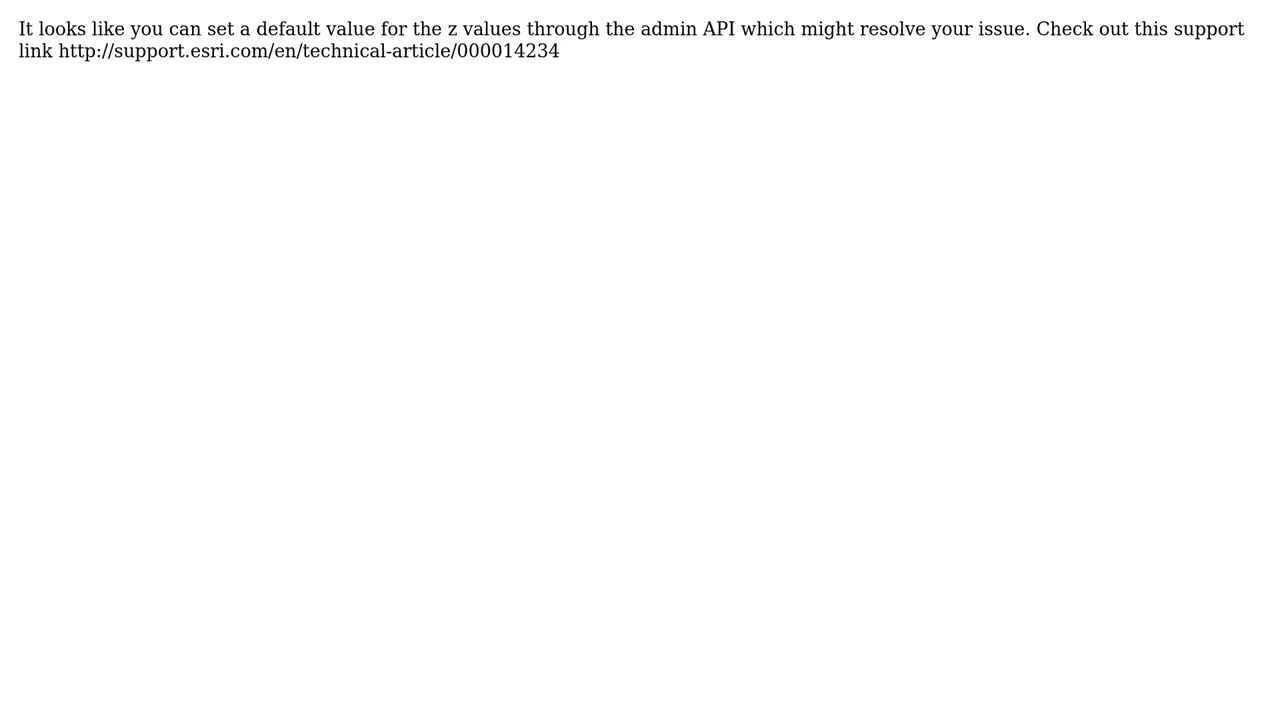 It looks like you can set a default value for the z values through the admin API which might resolve your issue. Check out this support
link http://support.esri.com/en/technical-article/000014234